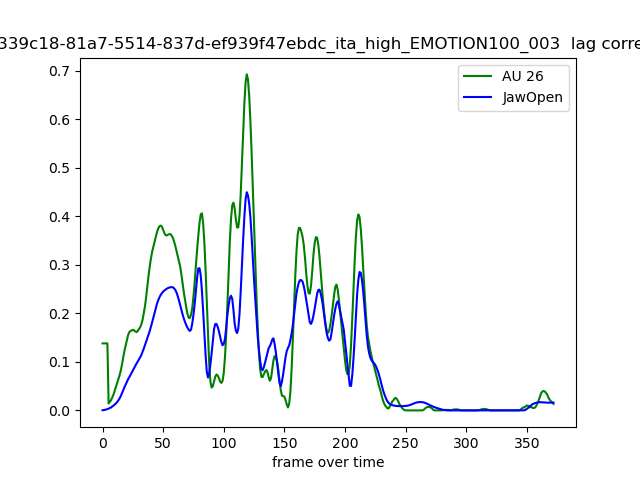 339c18-81a7-5514-837d-ef939f47ebdc_ita_high_EMOTION100_003 lag corre
AU 26
JawOpen
0.7
0.6
0.5
0.4
0.3
0.2
0.1
0.0
0 50 100 150 200 250 300 350
frame over time